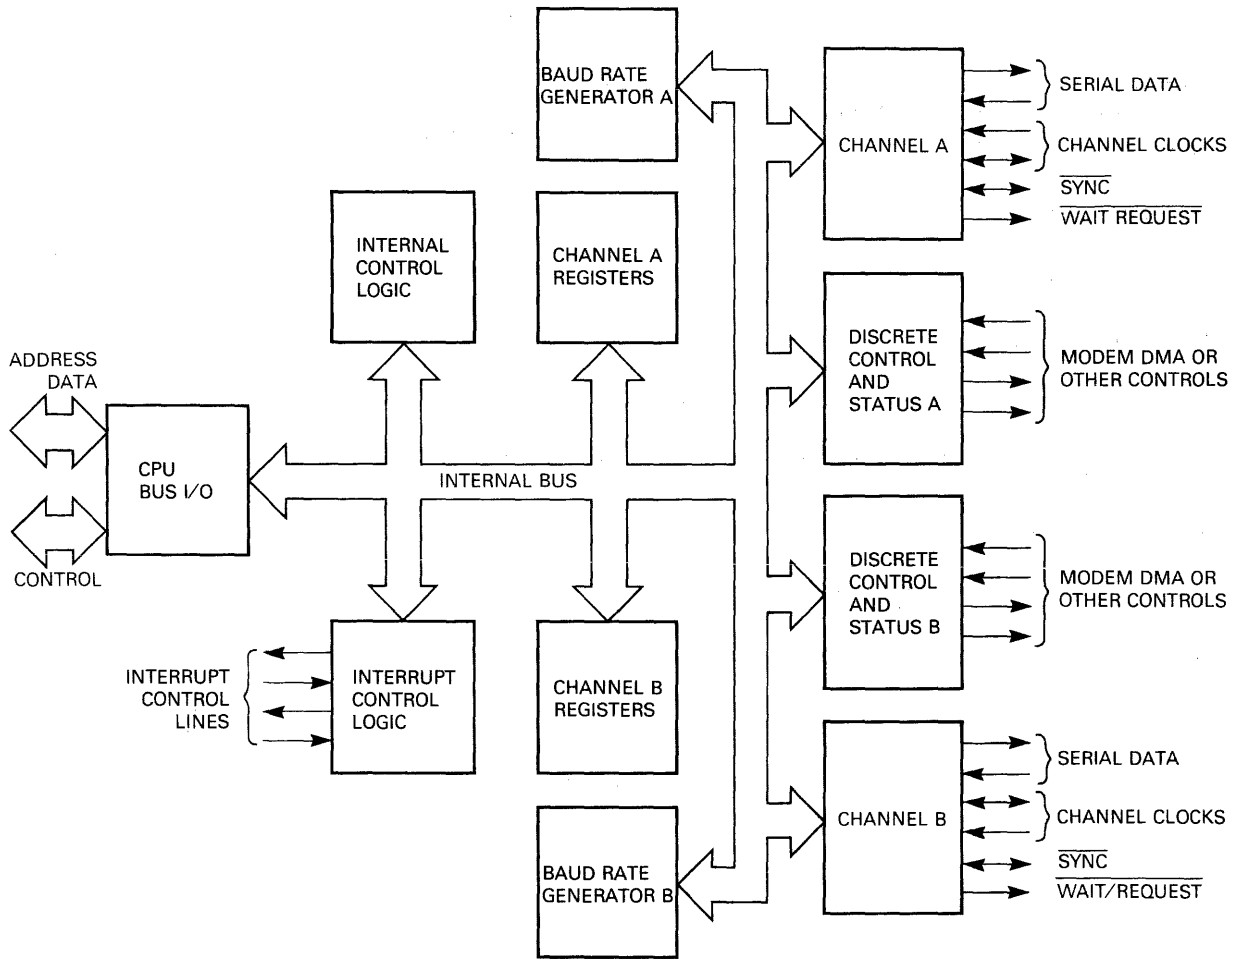 BAUD RATE
GENERATOR A
CHANNEL A
SERIAL DATA
CHANNEL CLOCKS
SYNC
WAIT REQUEST
INTERNAL
CONTROL
LOGIC
CHANNEL A
REGISTERS
DISCRETE
CONTROL
AND
STATUS A
MODEM DMA OR
OTHER CONTROLS
ADDRESS
DATA
CPU
BUS I/O
CONTROL
INTERNAL BUS
DISCRETE
CONTROL
AND
STATUS B
MODEM DMA OR
OTHER CONTROLS
INTERRUPT
CONTROL
LINES
INTERRUPT
CONTROL
LOGIC
CHANNEL B
REGISTERS
CHANNEL B
SERIAL DATA
CHANNEL CLOCKS
SYNC
WAIT/REQUEST
BAUD RATE
GENERATOR B